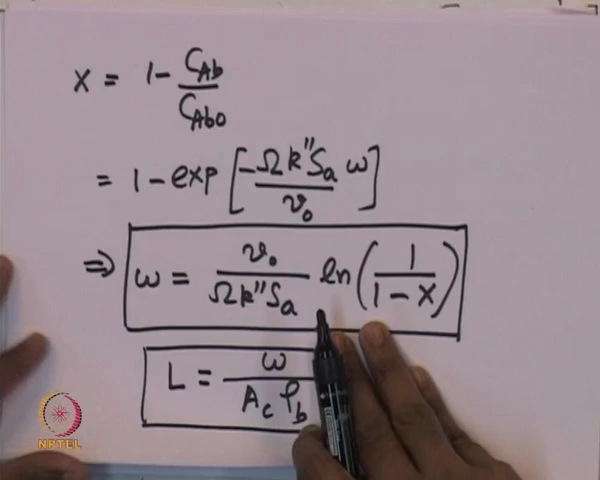 X = 1 - C_Ab / C_Ab0
= 1 - exp [ -Ωk''S_a ω / v_0 ]
⇒ ω = v_0 / Ωk''S_a ln ( 1 / 1 - X )
L = ω / A_c ρ_b
NPTEL